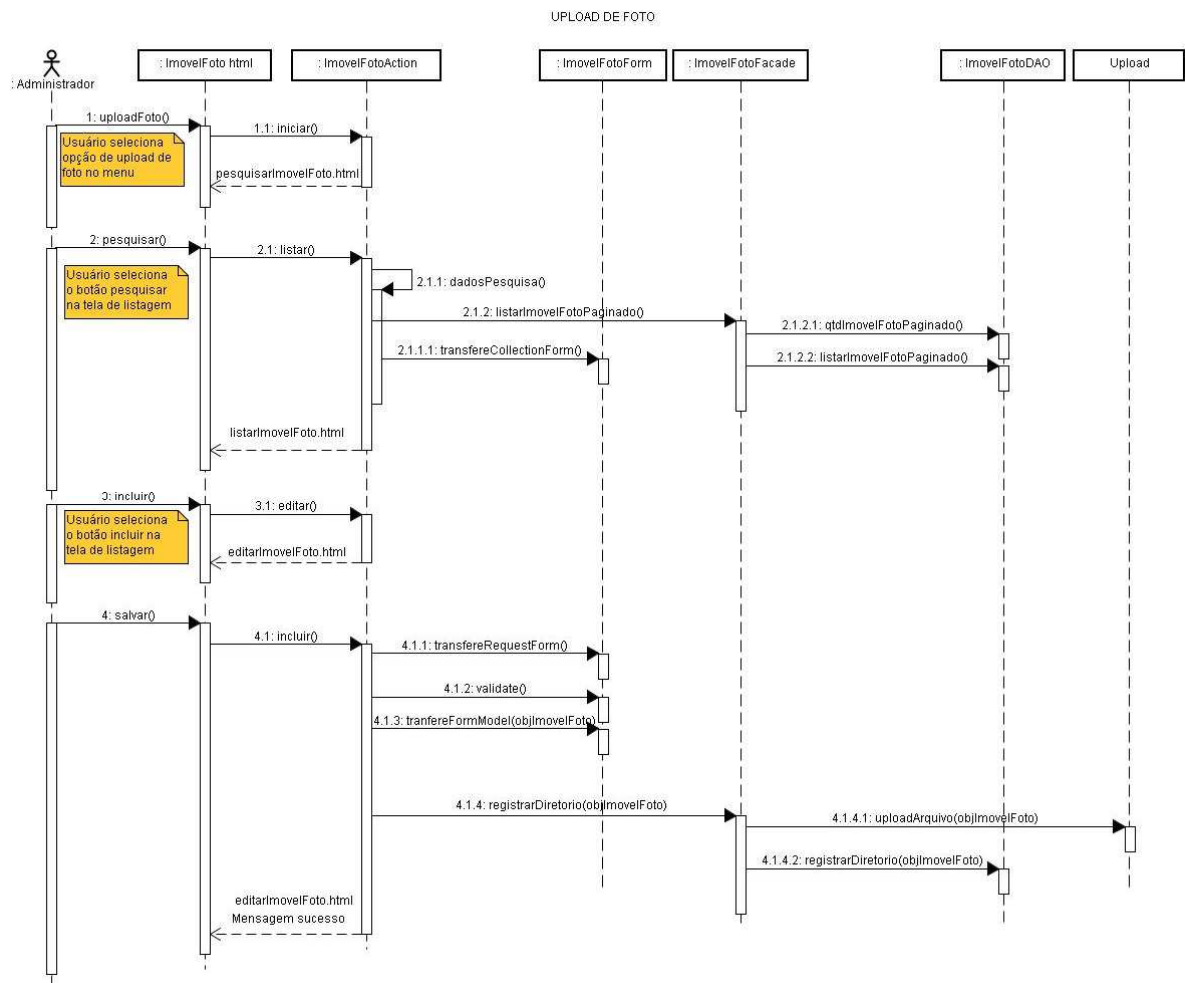 UPLOAD DE FOTO
: Administrador
: ImovelFoto html
: ImovelFotoAction
: ImovelFotoForm
: ImovelFotoFacade
: ImovelFotoDAO
Upload
1: uploadFoto()
1.1: iniciar()
Usuário seleciona
opção de upload de
foto no menu
pesquisarImovelFoto.html
2: pesquisar()
2.1: listar()
Usuário seleciona
o botão pesquisar
na tela de listagem
2.1.1: dadosPesquisa()
2.1.2: listarImovelFotoPaginado()
2.1.2.1: qtdImovelFotoPaginado()
2.1.1.1: transfereCollectionForm()
2.1.2.2: listarImovelFotoPaginado()
listarImovelFoto.html
3: incluir()
3.1: editar()
Usuário seleciona
o botão incluir na
tela de listagem
editarImovelFoto.html
4: salvar()
4.1: incluir()
4.1.1: transfereRequestForm()
4.1.2: validate()
4.1.3: tranfereFormModel(objImovelFoto)
4.1.4: registrarDiretorio(objImovelFoto)
4.1.4.1: uploadArquivo(objImovelFoto)
4.1.4.2: registrarDiretorio(objImovelFoto)
editarImovelFoto.html
Mensagem sucesso